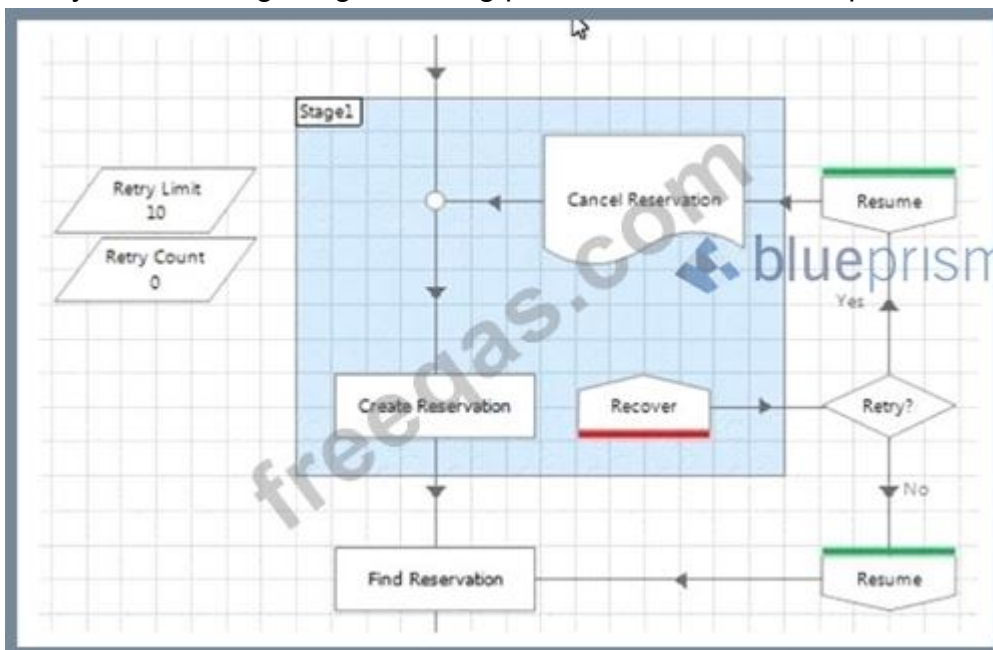 Stage1
Retry Limit
10
Cancel Reservation
Resume
Retry Count
0
blueprism
Yes
Create Reservation
Recover
Retry?
No
Find Reservation
Resume
freeqas.com